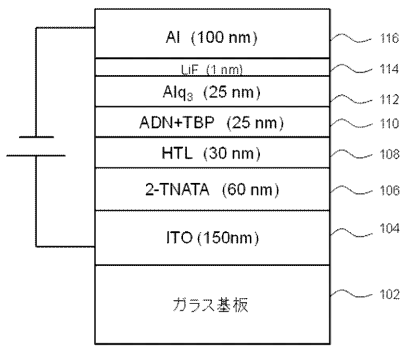 Al (100 nm)
116
LiF (1 nm)
114
Alq3 (25 nm)
112
ADN+TBP (25 nm)
110
HTL (30 nm)
108
2-TNATA (60 nm)
106
ITO (150nm)
104
ガラス基板
102